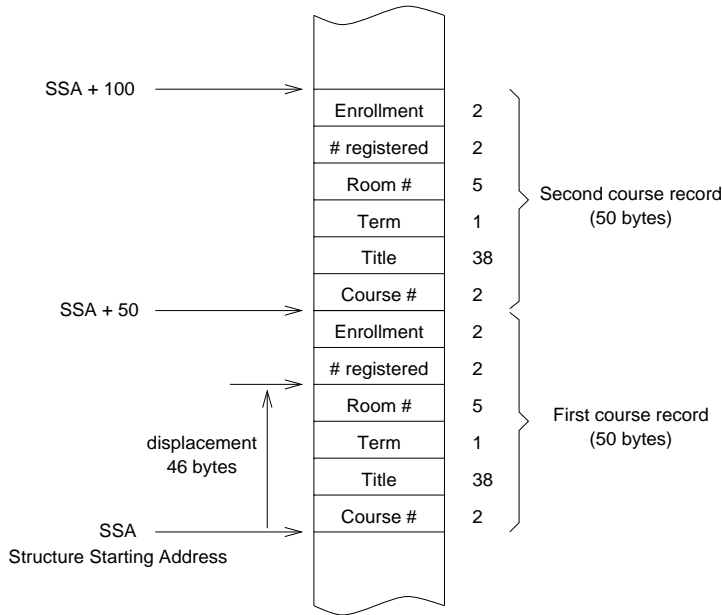 SSA + 100
Enrollment 2
# registered 2
Room # 5
Second course record
(50 bytes)
Term 1
Title 38
Course # 2
SSA + 50
Enrollment 2
# registered 2
Room # 5
First course record
(50 bytes)
displacement
46 bytes
Term 1
Title 38
Course # 2
SSA
Structure Starting Address